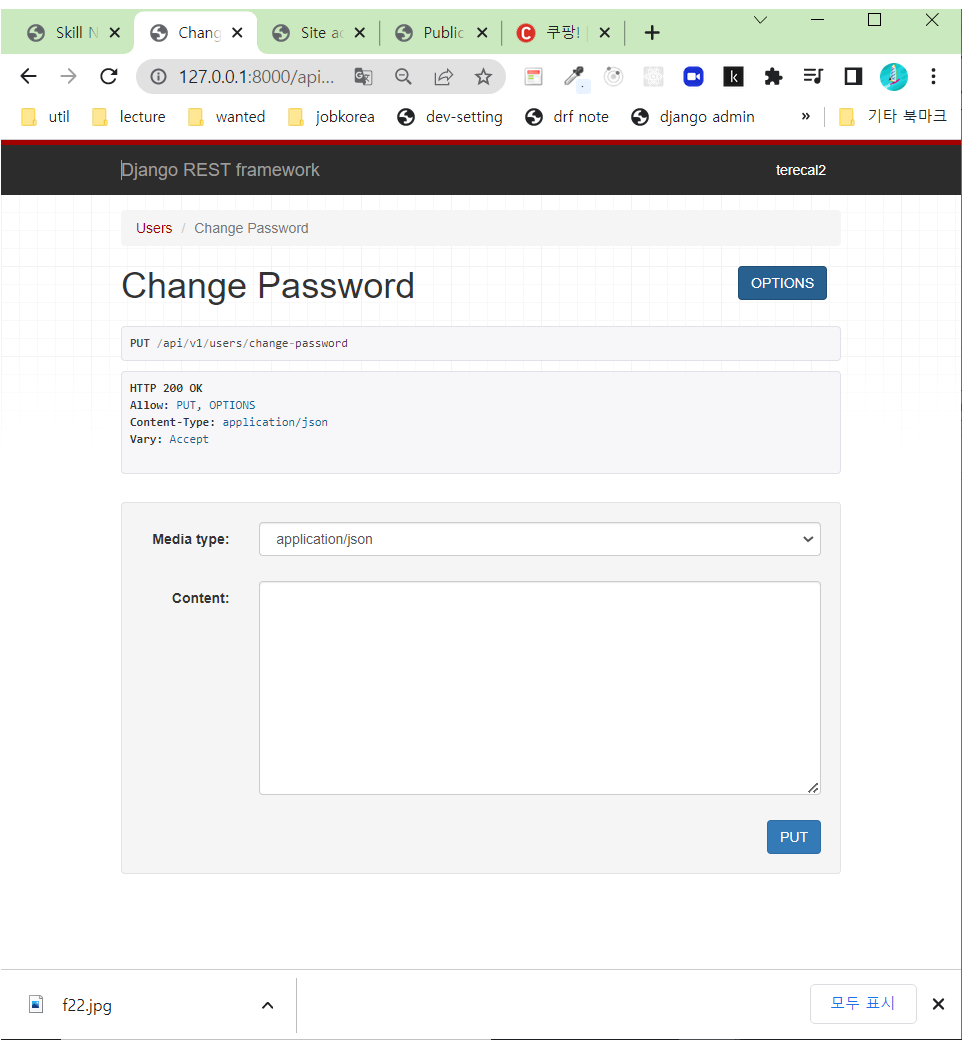 Skill N
Chang
Site ac
Public
쿠팡!
127.0.0.1:8000/api...
util
lecture
wanted
jobkorea
dev-setting
drf note
django admin
»
기타 북마크
Django REST framework
terecal2
Users / Change Password
Change Password
OPTIONS
PUT /api/v1/users/change-password
HTTP 200 OK
Allow: PUT, OPTIONS
Content-Type: application/json
Vary: Accept
Media type:
application/json
Content:
PUT
f22.jpg
모두 표시